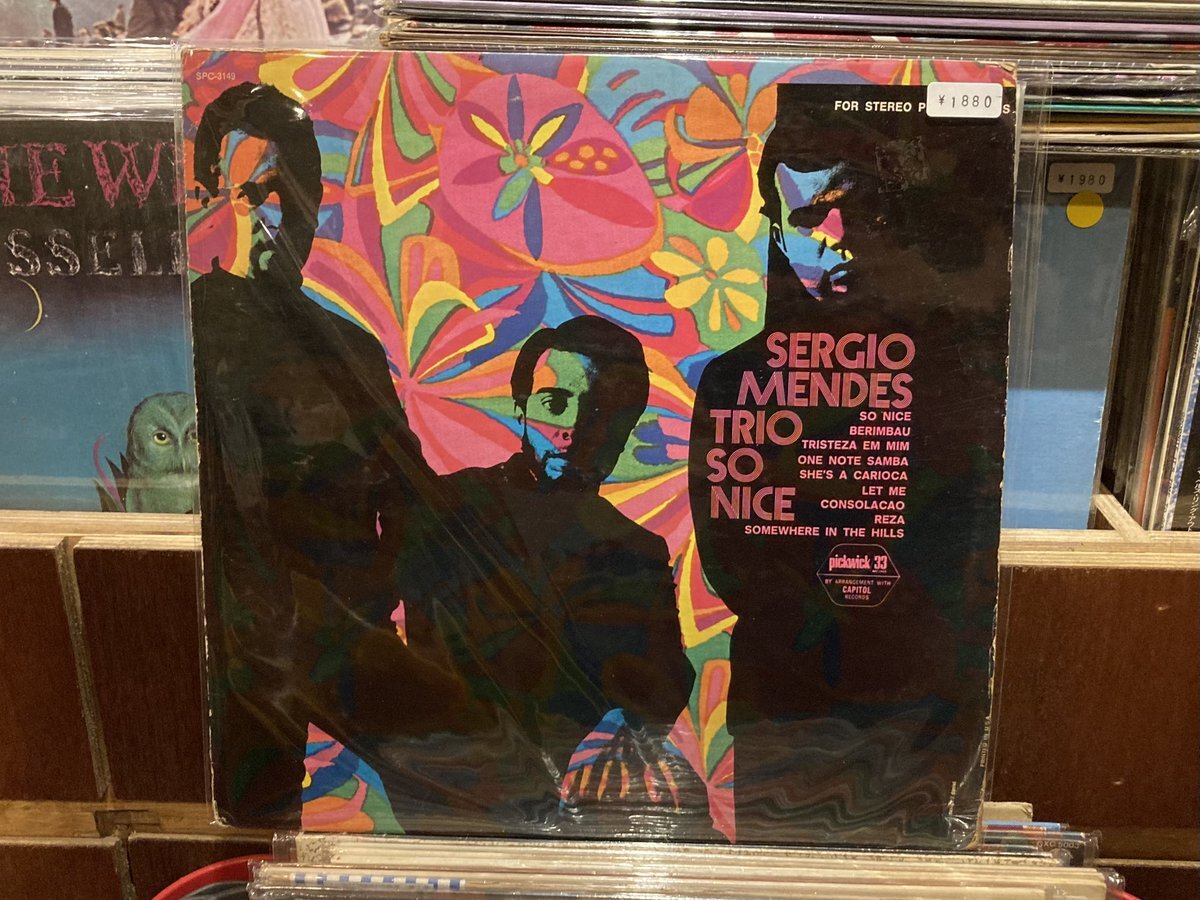 SPC-3149
FOR STEREO
¥1880
¥1980
SERGIO
MENDES
TRIO
SO
NICE
SO NICE
BERIMBAU
TRISTEZA EM MIM
ONE NOTE SAMBA
SHE'S A CARIOCA
LET ME
CONSOLACAO
REZA
SOMEWHERE IN THE HILLS
pickwick 33
BY ARRANGEMENT WITH
CAPITOL
RECORDS